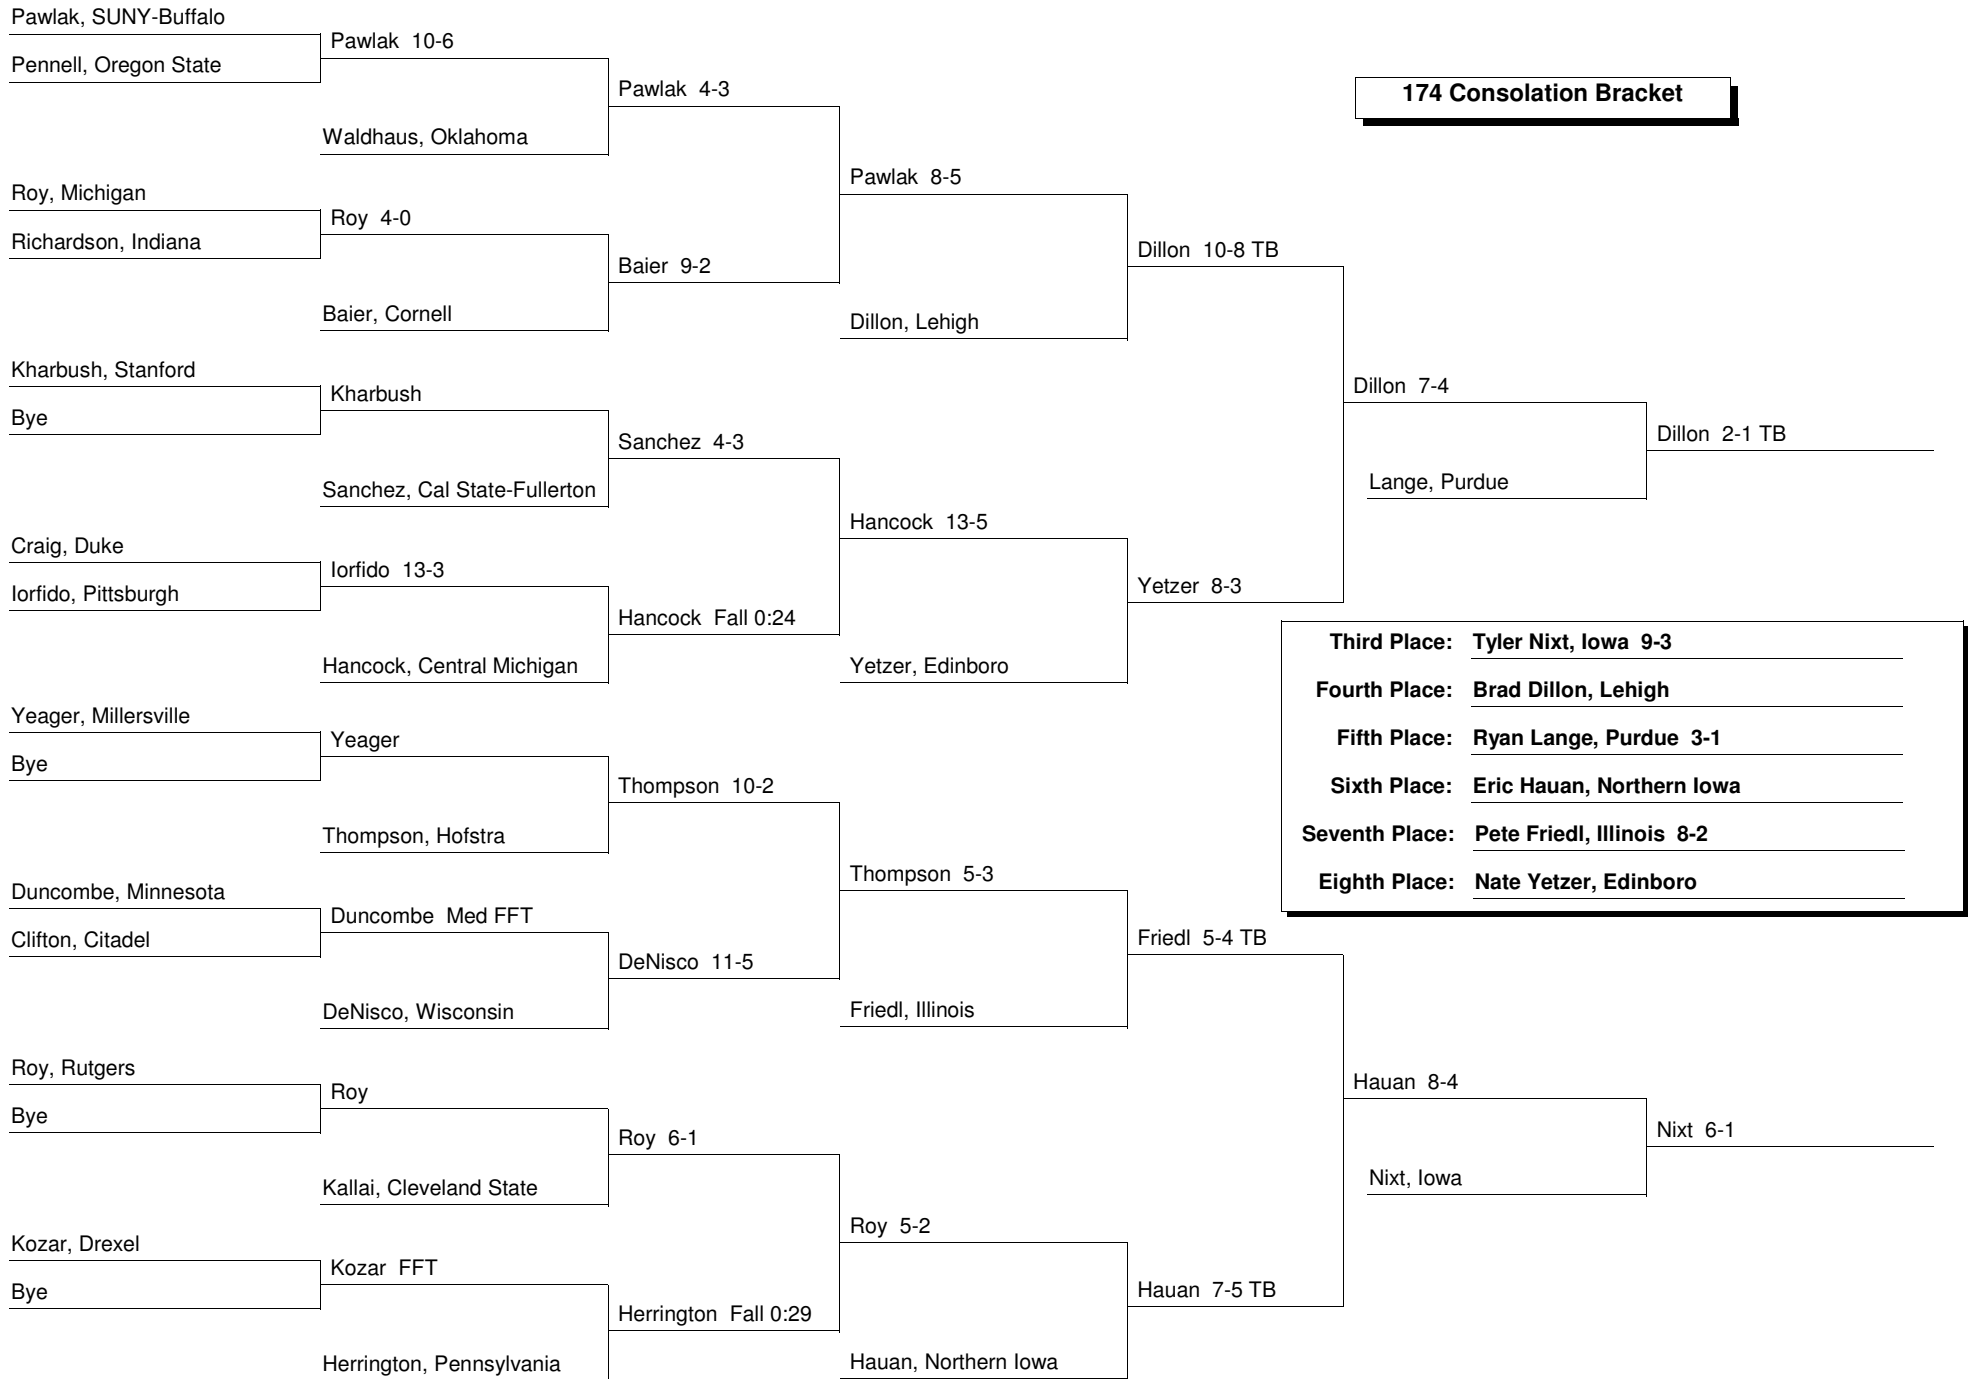 Pawlak, SUNY-Buffalo
Pennell, Oregon State
Pawlak 10-6
Waldhaus, Oklahoma
Pawlak 4-3
Roy, Michigan
Richardson, Indiana
Roy 4-0
Baier, Cornell
Baier 9-2
Pawlak 8-5
Dillon, Lehigh
Dillon 10-8 TB
Kharbush, Stanford
Bye
Kharbush
Sanchez, Cal State-Fullerton
Sanchez 4-3
Craig, Duke
Iorfido, Pittsburgh
Iorfido 13-3
Hancock, Central Michigan
Hancock Fall 0:24
Hancock 13-5
Yetzer, Edinboro
Yetzer 8-3
Dillon 7-4
Lange, Purdue
Dillon 2-1 TB
Yeager, Millersville
Bye
Yeager
Thompson, Hofstra
Thompson 10-2
Duncombe, Minnesota
Clifton, Citadel
Duncombe Med FFT
DeNisco, Wisconsin
DeNisco 11-5
Thompson 5-3
Friedl, Illinois
Friedl 5-4 TB
Roy, Rutgers
Bye
Roy
Kallai, Cleveland State
Roy 6-1
Kozar, Drexel
Bye
Kozar FFT
Herrington, Pennsylvania
Herrington Fall 0:29
Roy 5-2
Hauan, Northern Iowa
Hauan 7-5 TB
Hauan 8-4
Nixt, Iowa
Nixt 6-1
174 Consolation Bracket
Third Place: Tyler Nixt, Iowa 9-3
Fourth Place: Brad Dillon, Lehigh
Fifth Place: Ryan Lange, Purdue 3-1
Sixth Place: Eric Hauan, Northern Iowa
Seventh Place: Pete Friedl, Illinois 8-2
Eighth Place: Nate Yetzer, Edinboro